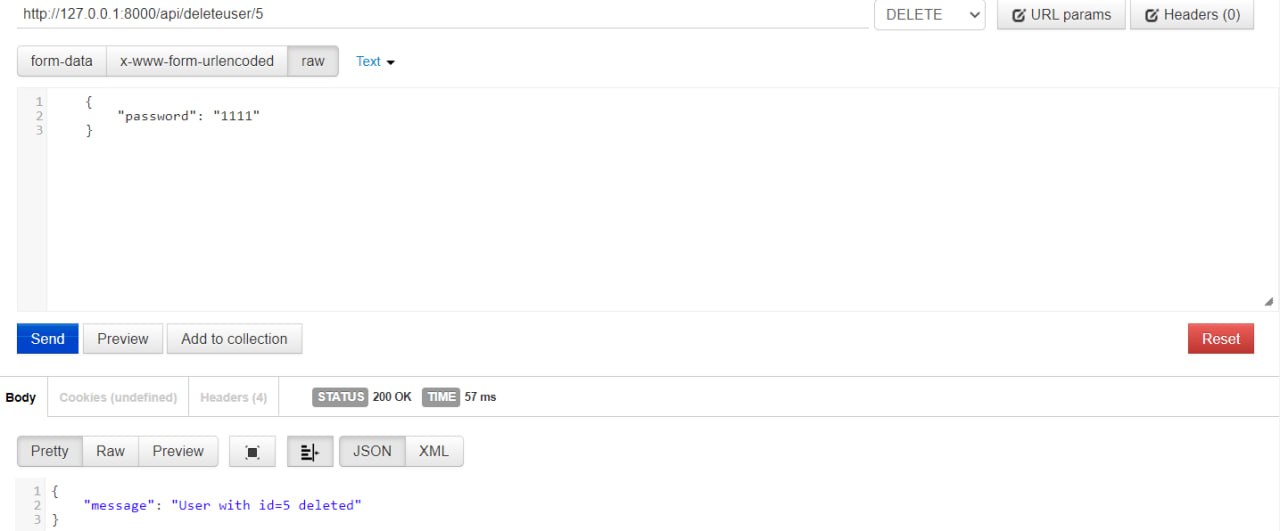 http://127.0.0.1:8000/api/deleteuser/5 DELETE URL params Headers (0)
form-data x-www-form-urlencoded raw Text
1 {
2 "password": "1111"
3 }
Send Preview Add to collection Reset
Body Cookies (undefined) Headers (4) STATUS 200 OK TIME 57 ms
Pretty Raw Preview JSON XML
1 {
2 "message": "User with id=5 deleted"
3 }